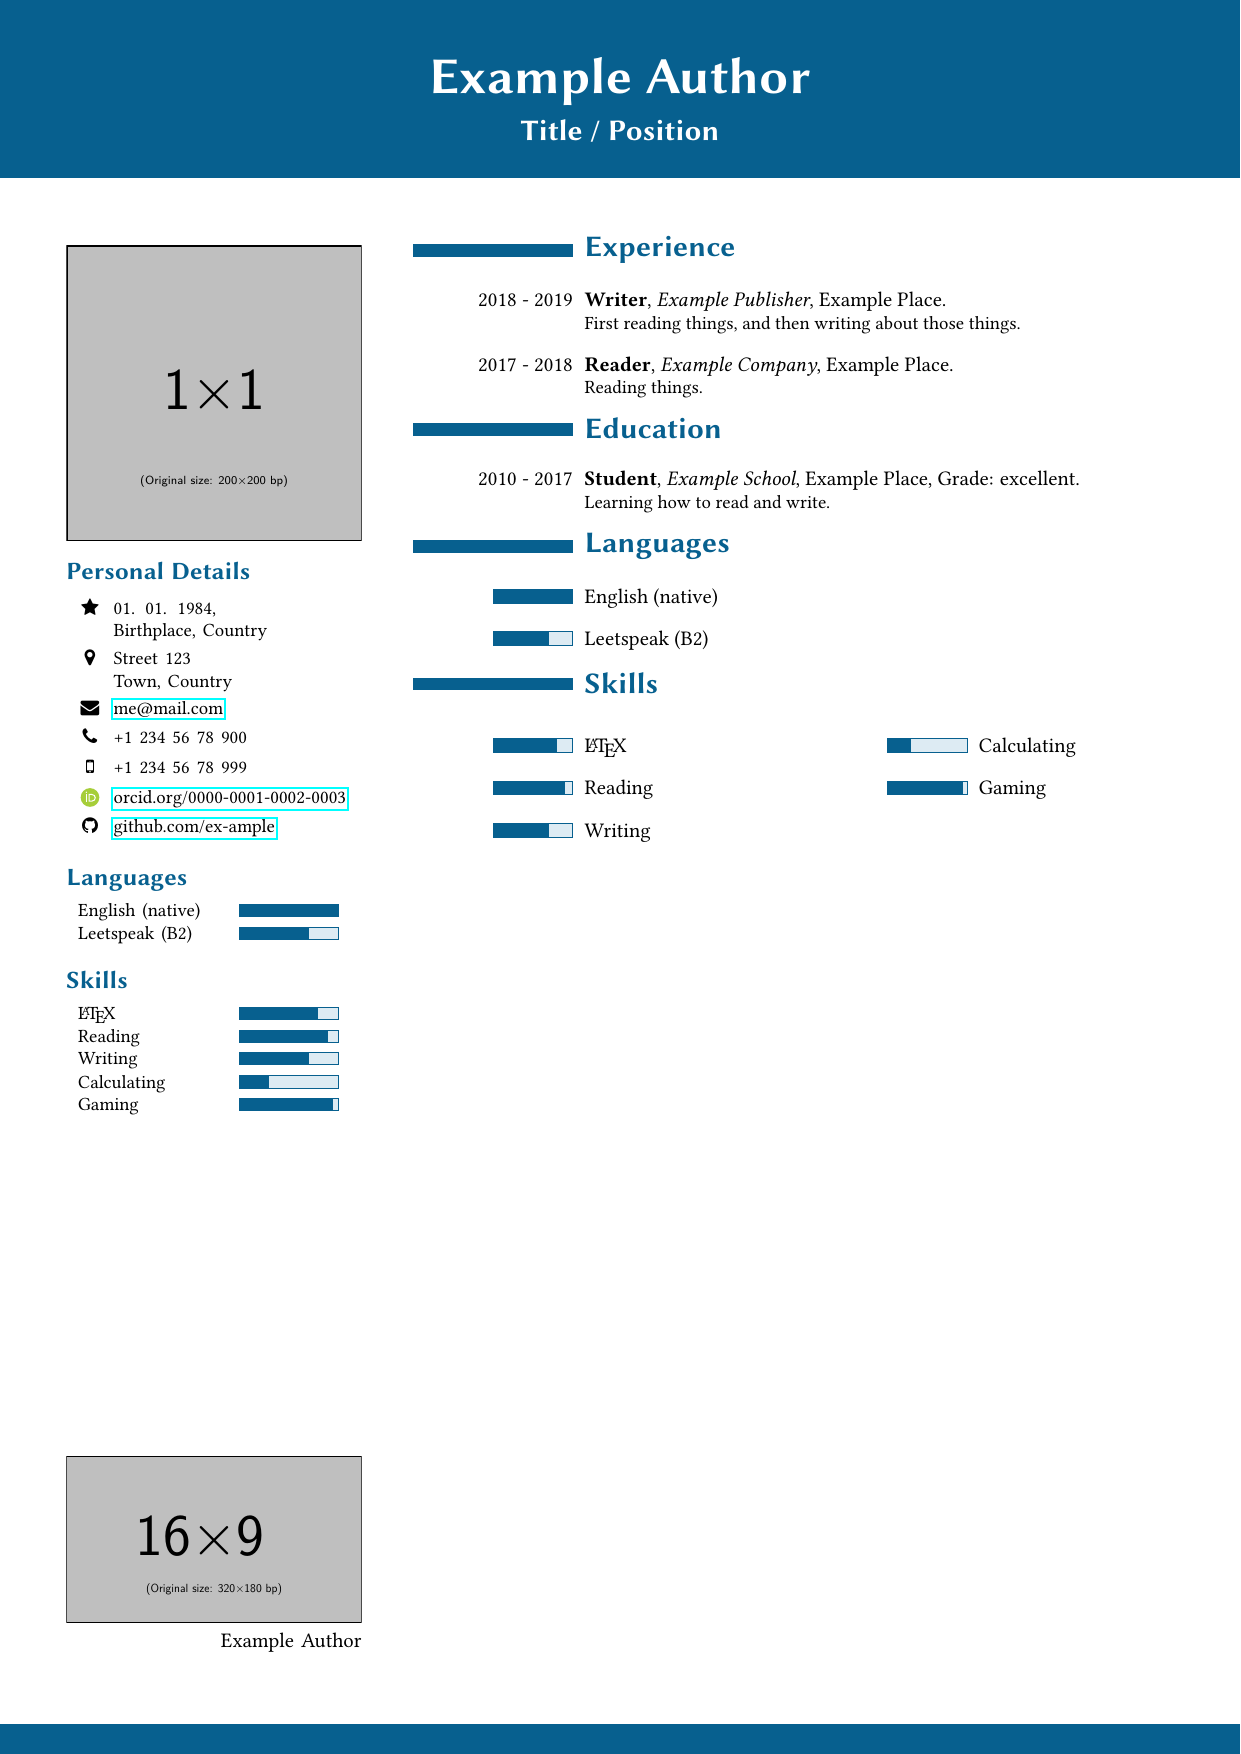 Example Author
Title / Position
1×1
(Original size: 200×200 bp)
Personal Details
01. 01. 1984,
Birthplace, Country
Street 123
Town, Country
me@mail.com
+1 234 56 78 900
+1 234 56 78 999
iD
orcid.org/0000-0001-0002-0003
github.com/ex-ample
Languages
English (native)
Leetspeak (B2)
Skills
LATEX
Reading
Writing
Calculating
Gaming
16×9
(Original size: 320×180 bp)
Example Author
Experience
2018 - 2019 Writer, Example Publisher, Example Place.
First reading things, and then writing about those things.
2017 - 2018 Reader, Example Company, Example Place.
Reading things.
Education
2010 - 2017 Student, Example School, Example Place, Grade: excellent.
Learning how to read and write.
Languages
English (native)
Leetspeak (B2)
Skills
LATEX Calculating
Reading Gaming
Writing